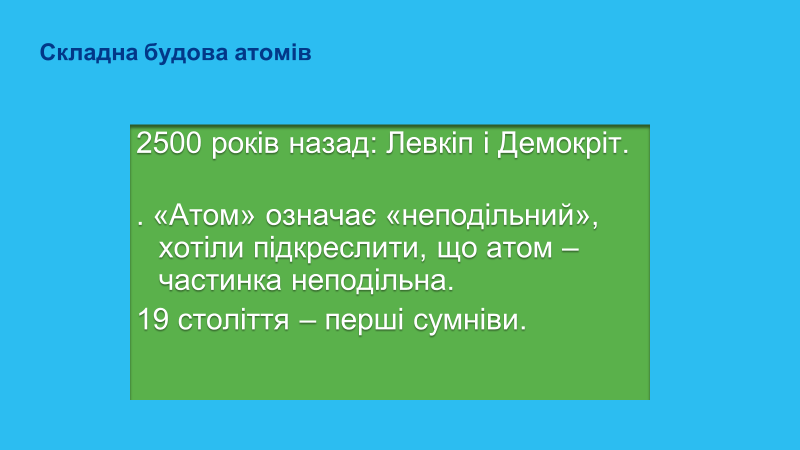 Складна будова атомів
2500 років назад: Левкіп і Демокріт.
. «Атом» означає «неподільний»,
хотіли підкреслити, що атом –
частинка неподільна.
19 століття – перші сумніви.